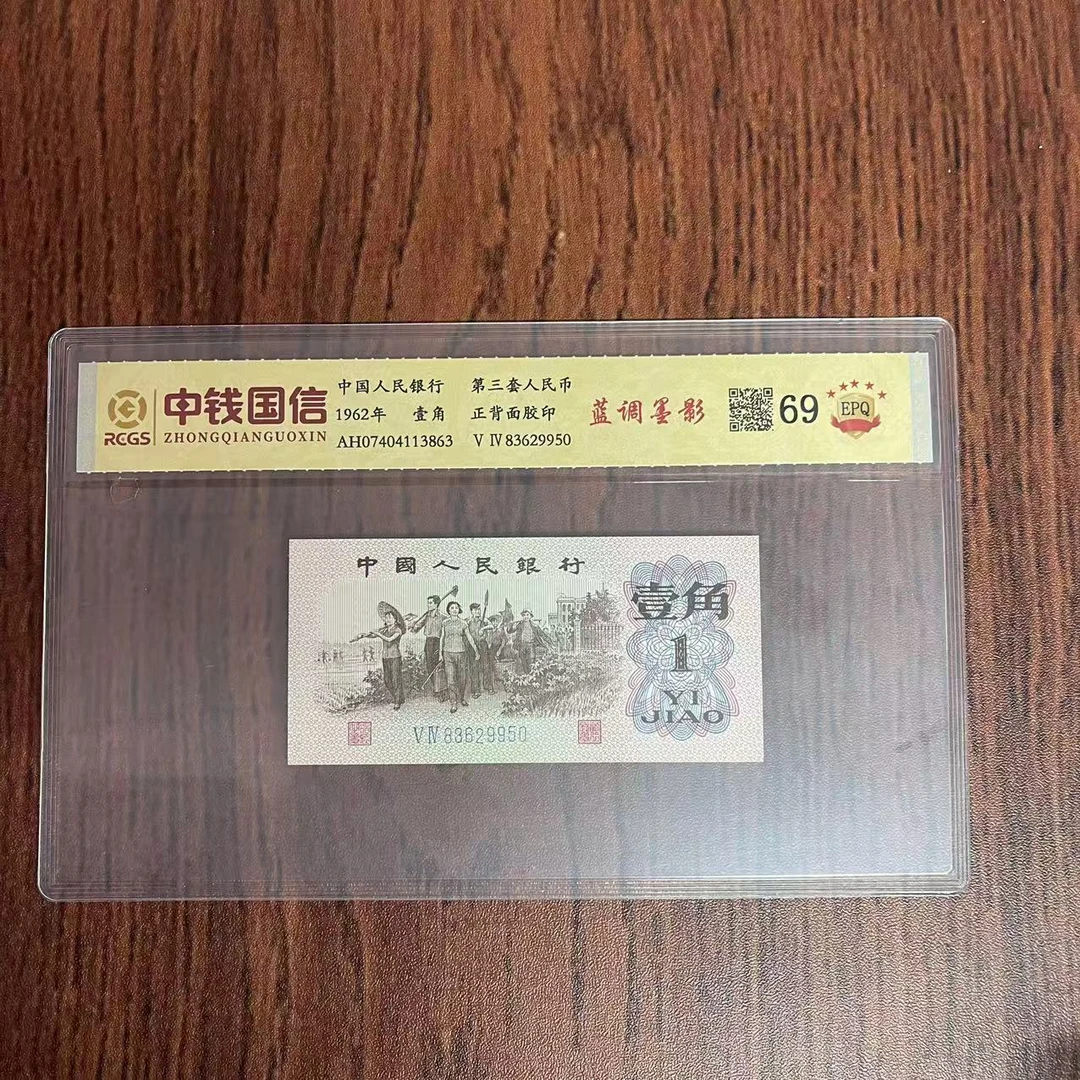 RCGS
中钱国信
ZHONGQIANGUOXIN
中国人民银行 第三套人民币
1962年 壹角 正背面胶印
AH07404113863 V Ⅳ 83629950
蓝调墨影
69
EPQ
中國人民銀行
壹角
1
YI
JIAO
V Ⅳ 83629950